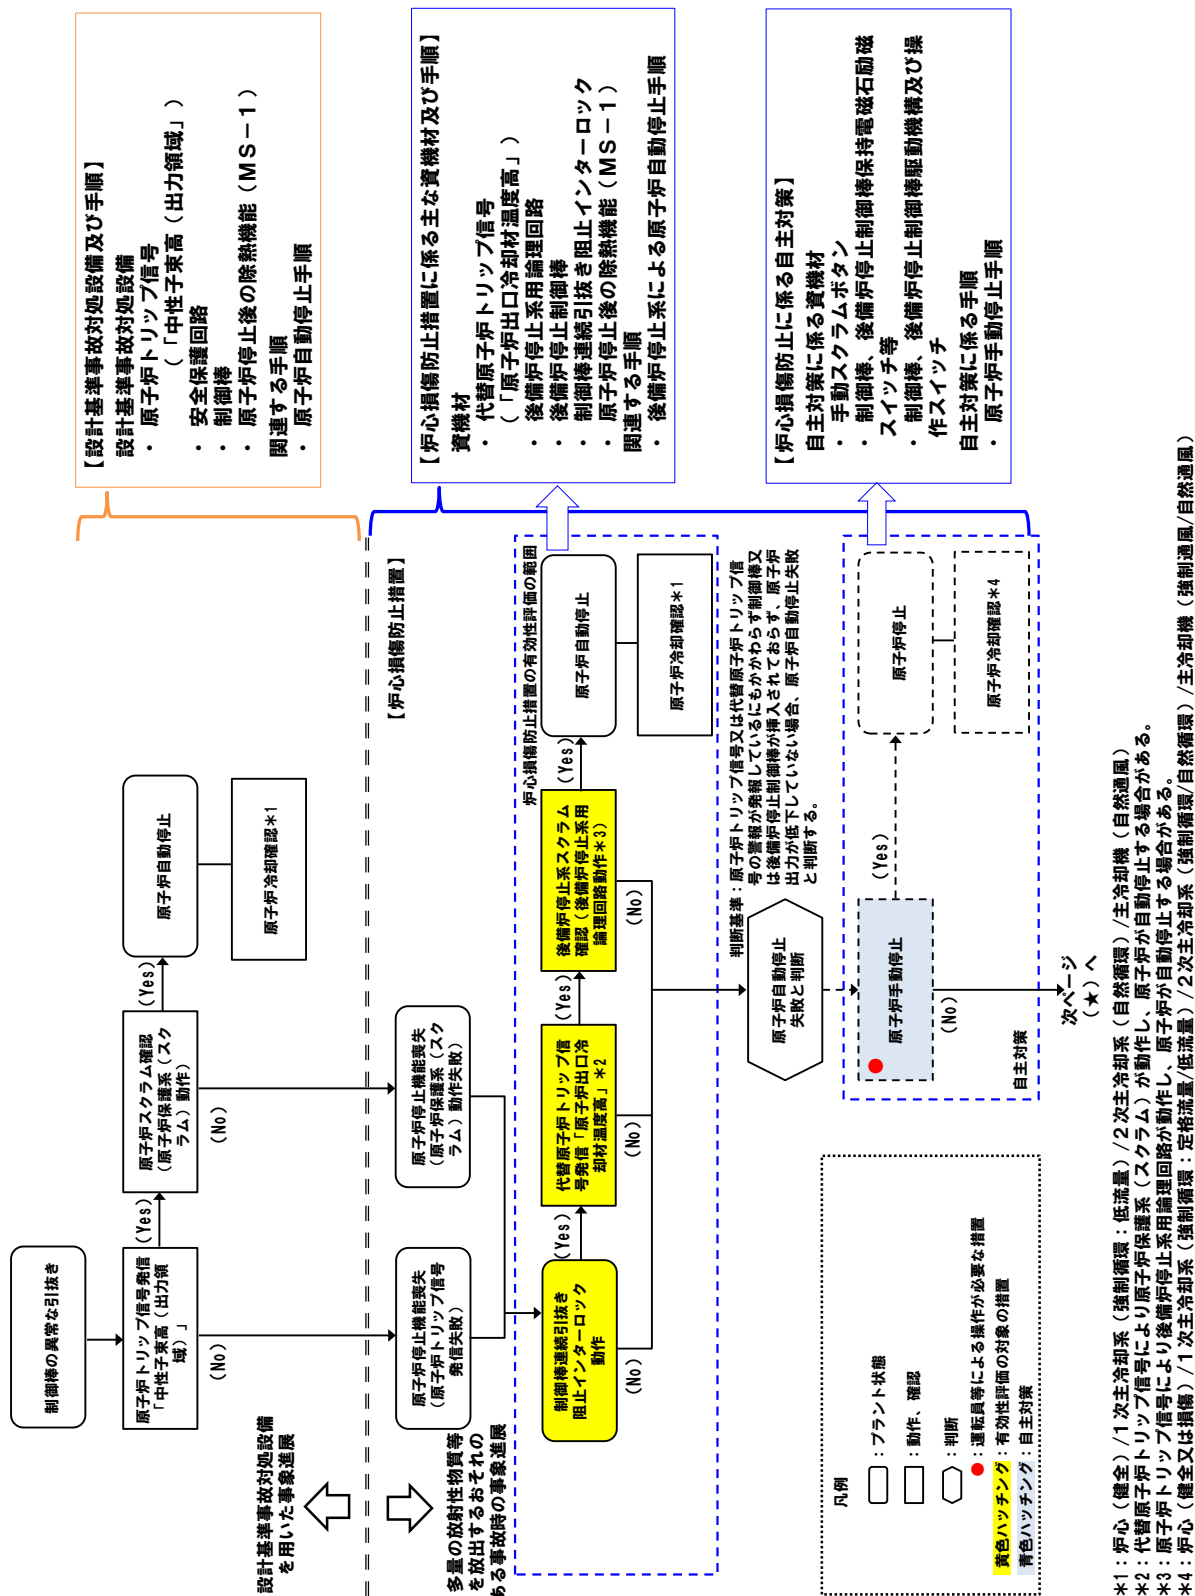 制御棒の異常な引抜き
原子炉トリップ信号発信
「中性子束高（出力領
域）」
(Yes)
(No)
原子炉スクラム確認
（原子炉保護系（スク
ラム）動作）
(Yes)
(No)
原子炉自動停止
原子炉冷却確認＊1
【設計基準事故対処設備及び手順】
設計基準事故対処設備
・ 原子炉トリップ信号
（「中性子束高（出力領域）」）
・ 安全保護回路
・ 制御棒
・ 原子炉停止後の除熱機能（MS－1）
関連する手順
・ 原子炉自動停止手順
設計基準事故対処設備
を用いた事象進展
多量の放射性物質等
を放出するおそれの
ある事故時の事象進展
【炉心損傷防止措置】
原子炉停止機能喪失
（原子炉トリップ信号
発信失敗）
原子炉停止機能喪失
（原子炉保護系（スク
ラム）動作失敗）
炉心損傷防止措置の有効性評価の範囲
制御棒連続引抜き
阻止インターロック
動作
(Yes)
(No)
代替原子炉トリップ信
号発信「原子炉出口冷
却材温度高」＊2
(Yes)
(No)
後備炉停止系スクラム
確認（後備炉停止系用
論理回路動作＊3）
(Yes)
(No)
原子炉自動停止
原子炉冷却確認＊1
【炉心損傷防止措置に係る主な資機材及び手順】
資機材
・ 代替原子炉トリップ信号
（「原子炉出口冷却材温度高」）
・ 後備炉停止系用論理回路
・ 後備炉停止制御棒
・ 制御棒連続引抜き阻止インターロック
・ 原子炉停止後の除熱機能（MS－1）
関連する手順
・ 後備炉停止系による原子炉自動停止手順
原子炉自動停止
失敗と判断
判断基準：原子炉トリップ信号又は代替原子炉トリップ信
号の警報が発報しているにもかかわらず制御棒又
は後備炉停止制御棒が挿入されておらず、原子炉
出力が低下していない場合、原子炉自動停止失敗
と判断する。
原子炉手動停止
(Yes)
(No)
原子炉停止
原子炉冷却確認＊4
自主対策
次ページ
（★）へ
【炉心損傷防止に係る自主対策】
自主対策に係る資機材
・ 手動スクラムボタン
・ 制御棒、後備炉停止制御棒保持電磁石励磁
スイッチ等
・ 制御棒、後備炉停止制御棒駆動機構及び操
作スイッチ
自主対策に係る手順
・ 原子炉手動停止手順
凡例
：プラント状態
：動作、確認
：判断
：運転員等による操作が必要な措置
黄色ハッチング：有効性評価の対象の措置
青色ハッチング：自主対策
＊1：炉心（健全）/1次主冷却系（強制循環：低流量）/2次主冷却系（自然循環）/主冷却機（自然通風）
＊2：代替原子炉トリップ信号により原子炉保護系（スクラム）が動作し、原子炉が自動停止する場合がある。
＊3：原子炉トリップ信号により後備炉停止系用論理回路が動作し、原子炉が自動停止する場合がある。
＊4：炉心（健全又は損傷）/1次主冷却系（強制循環：定格流量/低流量）/2次主冷却系（強制循環/自然循環）/主冷却機（強制通風/自然通風）